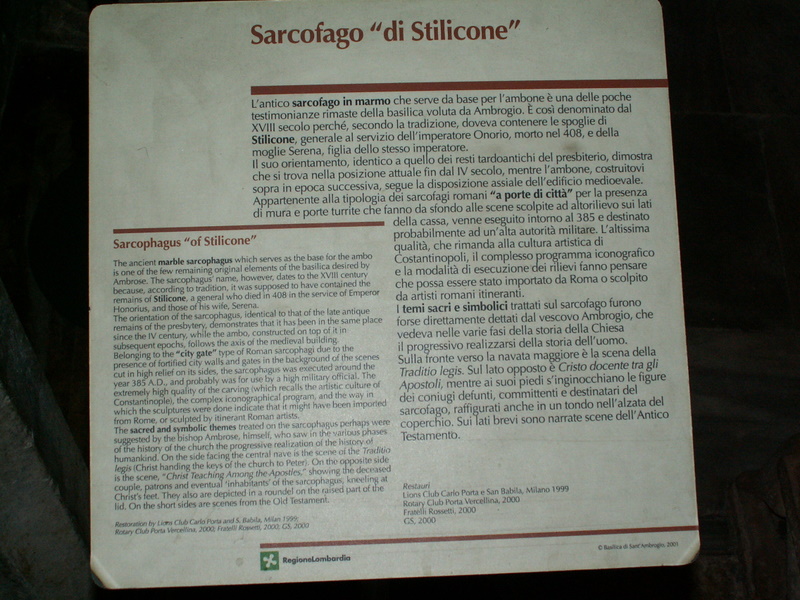 Sarcofago "di Stilicone"
L'antico sarcofago in marmo che serve da base per l'ambone è una delle poche
testimonianze rimaste della basilica voluta da Ambrogio. È così denominato dal
XVIII secolo perché, secondo la tradizione, doveva contenere le spoglie di
Stilicone, generale al servizio dell'imperatore Onorio, morto nel 408, e della
moglie Serena, figlia dello stesso imperatore.
Il suo orientamento, identico a quello dei resti tardoantichi del presbiterio, dimostra
che si trova nella posizione attuale fin dal IV secolo, mentre l'ambone, costruitovi
sopra in epoca successiva, segue la disposizione assiale dell'edificio medioevale.
Appartenente alla tipologia dei sarcofagi romani "a porte di città" per la presenza
di mura e porte turrite che fanno da sfondo alle scene scolpite ad altorilievo sui lati
della cassa, venne eseguito intorno al 385 e destinato
probabilmente ad un'alta autorità militare. L'altissima
qualità, che rimanda alla cultura artistica di
Costantinopoli, il complesso programma iconografico
e la modalità di esecuzione dei rilievi fanno pensare
che possa essere stato importato da Roma o scolpito
da artisti romani itineranti.
I temi sacri e simbolici trattati sul sarcofago furono
forse direttamente dettati dal vescovo Ambrogio, che
vedeva nelle varie fasi della storia della Chiesa
il progressivo realizzarsi della storia dell'uomo.
Sulla fronte verso la navata maggiore è la scena della
Traditio legis. Sul lato opposto è Cristo docente tra gli
Apostoli, mentre ai suoi piedi s'inginocchiano le figure
dei coniugi defunti, committenti e destinatari del
sarcofago, raffigurati anche in un tondo nell'alzata del
coperchio. Sui lati brevi sono narrate scene dell'Antico
Testamento.
Restauri
Lions Club Carlo Porta e San Babila, Milano 1999
Rotary Club Porta Vercellina, 2000
Fratelli Rossetti, 2000
GS, 2000
Sarcophagus "of Stilicone"
The ancient marble sarcophagus which serves as the base for the ambo
is one of the few remaining original elements of the basilica desired by
Ambrose. The sarcophagus' name, however, dates to the XVIII century
because, according to tradition, it was supposed to have contained the
remains of Stilicone, a general who died in 408 in the service of Emperor
Honorius, and those of his wife, Serena.
The orientation of the sarcophagus, identical to that of the late antique
remains of the presbytery, demonstrates that it has been in the same place
since the IV century, while the ambo, constructed on top of it in
subsequent epochs, follows the axis of the medieval building.
Belonging to the "city gate" type of Roman sarcophagi due to the
presence of fortified city walls and gates in the background of the scenes
cut in high relief on its sides, the sarcophagus was executed around the
year 385 A.D., and probably was for use by a high military official. The
extremely high quality of the carving (which recalls the artistic culture of
Constantinople), the complex iconographical program, and the way in
which the sculptures were done indicate that it might have been imported
from Rome, or sculpted by itinerant Roman artists.
The sacred and symbolic themes treated on the sarcophagus perhaps were
suggested by the bishop Ambrose, himself, who saw in the various phases
of the history of the church the progressive realization of the history of
humankind. On the side facing the central nave is the scene of the Traditio
legis (Christ handing the keys of the church to Peter). On the opposite side
is the scene, "Christ Teaching Among the Apostles," showing the deceased
couple, patrons and eventual 'inhabitants' of the sarcophagus, kneeling at
Christ's feet. They also are depicted in a roundel on the raised part of the
lid. On the short sides are scenes from the Old Testament.
Restoration by Lions Club Carlo Porta and S. Babila, Milan 1999;
Rotary Club Porta Vercellina, 2000; Fratelli Rossetti, 2000; GS, 2000
RegioneLombardia
© Basilica di Sant'Ambrogio, 2001